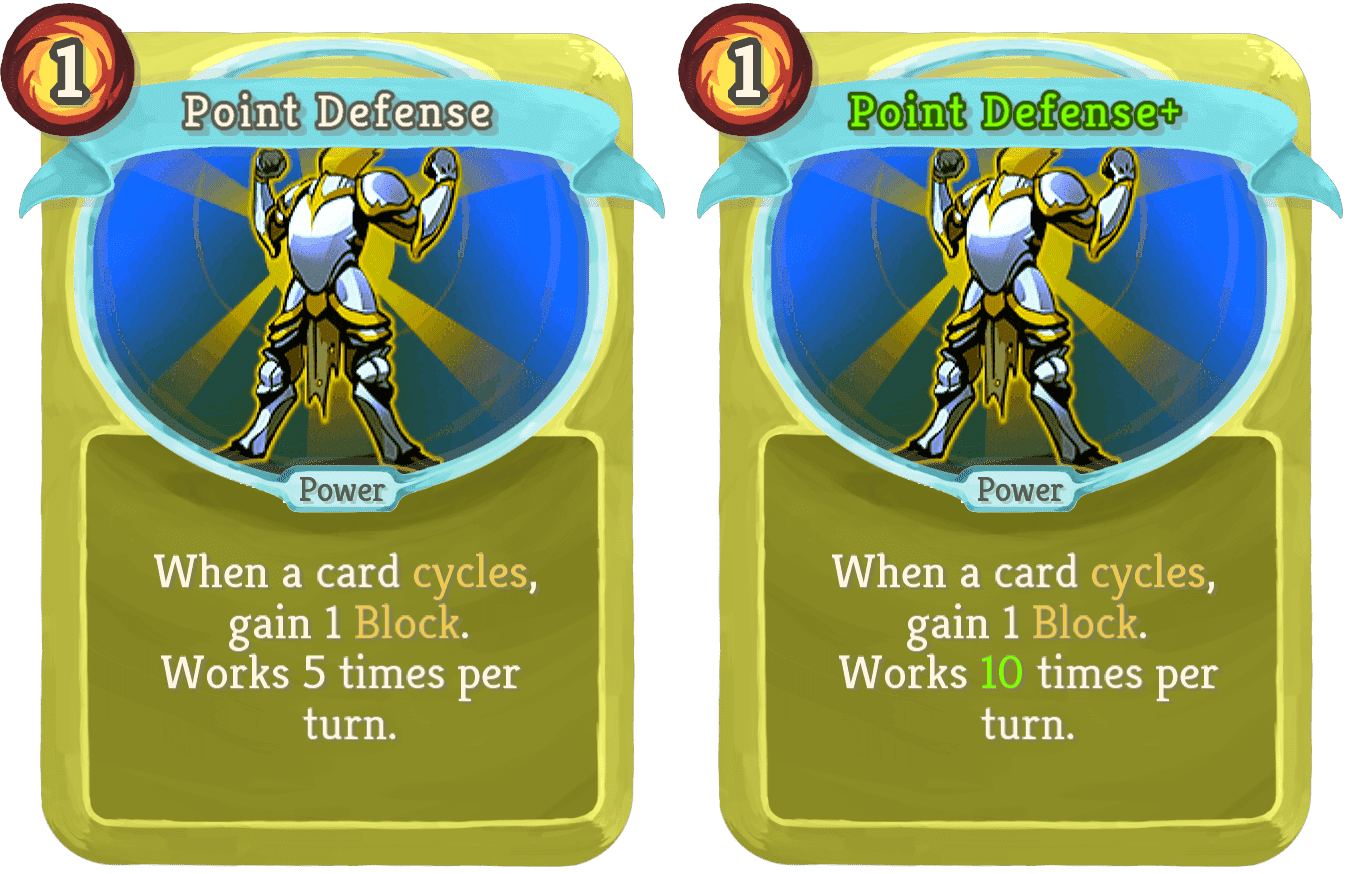 1
Point Defense
Power
When a card cycles,
gain 1 Block.
Works 5 times per
turn.
1
Point Defense+
Power
When a card cycles,
gain 1 Block.
Works 10 times per
turn.